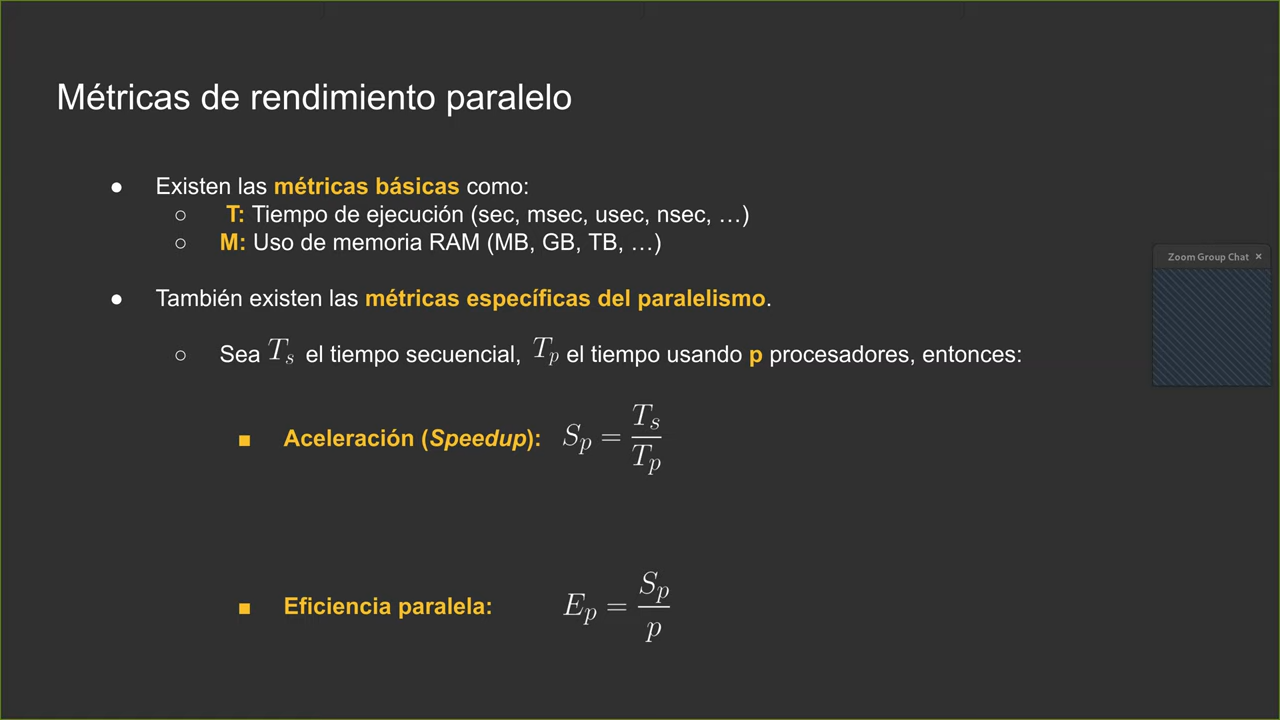 Métricas de rendimiento paralelo
● Existen las métricas básicas como:
○ T: Tiempo de ejecución (sec, msec, usec, nsec, …)
○ M: Uso de memoria RAM (MB, GB, TB, …)
Zoom Group Chat ×
● También existen las métricas específicas del paralelismo.
○ Sea T_s el tiempo secuencial, T_p el tiempo usando p procesadores, entonces:
■ Aceleración (Speedup): S_p = T_s / T_p
■ Eficiencia paralela: E_p = S_p / p